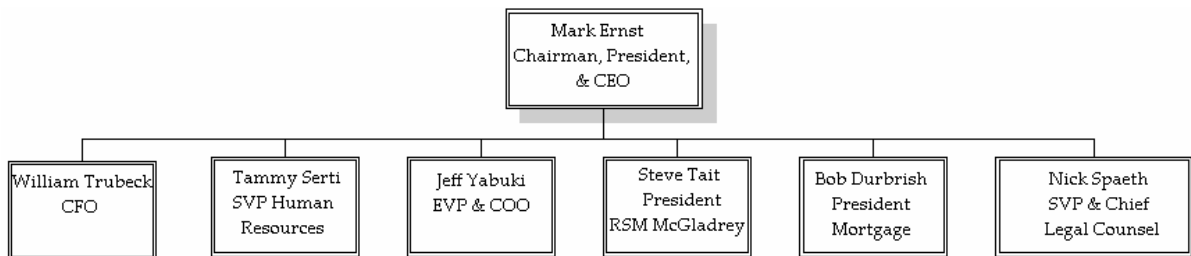 Mark Ernst
Chairman, President,
& CEO
William Trubeck
CFO
Tammy Serti
SVP Human
Resources
Jeff Yabuki
EVP & COO
Steve Tait
President
RSM McGladrey
Bob Durbrish
President
Mortgage
Nick Spaeth
SVP & Chief
Legal Counsel